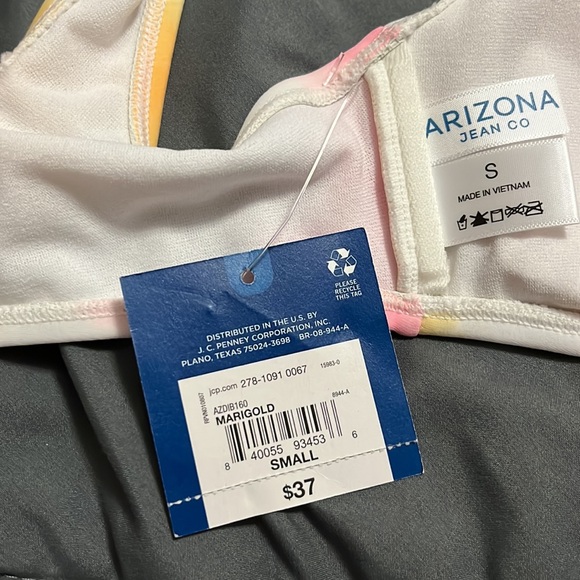 ARIZONA
JEAN CO
S
MADE IN VIETNAM
PLEASE
RECYCLE
THIS TAG
DISTRIBUTED IN THE U.S. BY
J. C. PENNEY CORPORATION, INC.
PLANO, TEXAS 75024-3698 BR-08-944-A
jcp.com 278-1091 0067 15983-0
AZDIB160 8944-A
MARIGOLD
8 40055 93453 6
SMALL
$37